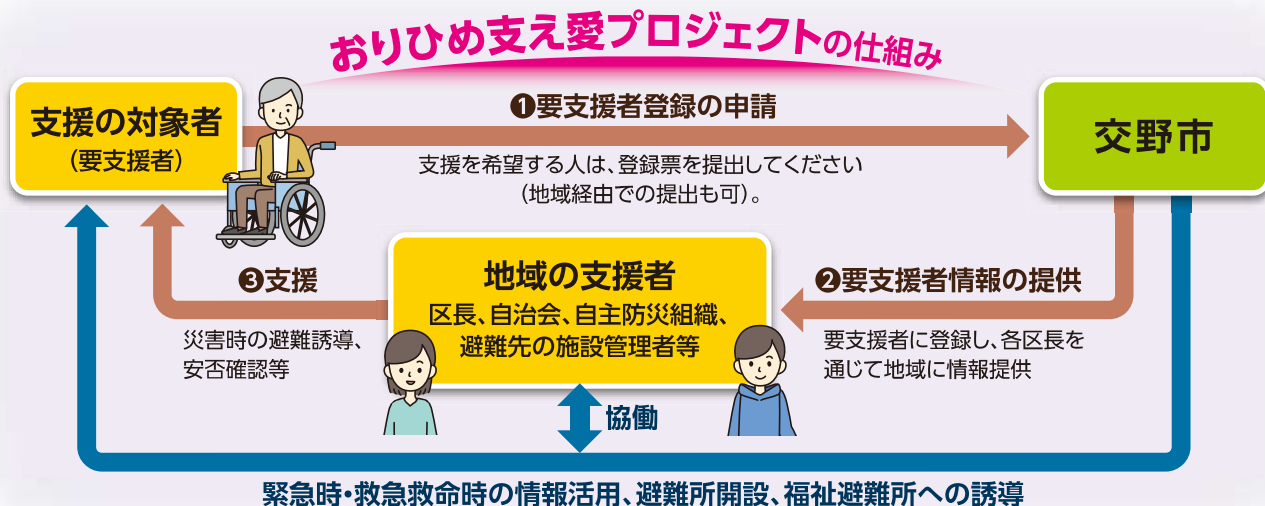 おりひめ支え愛プロジェクトの仕組み
支援の対象者
(要支援者)
❶要支援者登録の申請
支援を希望する人は、登録票を提出してください
(地域経由での提出も可)。
交野市
地域の支援者
区長、自治会、自主防災組織、
避難先の施設管理者等
❷要支援者情報の提供
要支援者に登録し、各区長を
通じて地域に情報提供
❸支援
災害時の避難誘導、
安否確認等
協働
緊急時・救急救命時の情報活用、避難所開設、福祉避難所への誘導